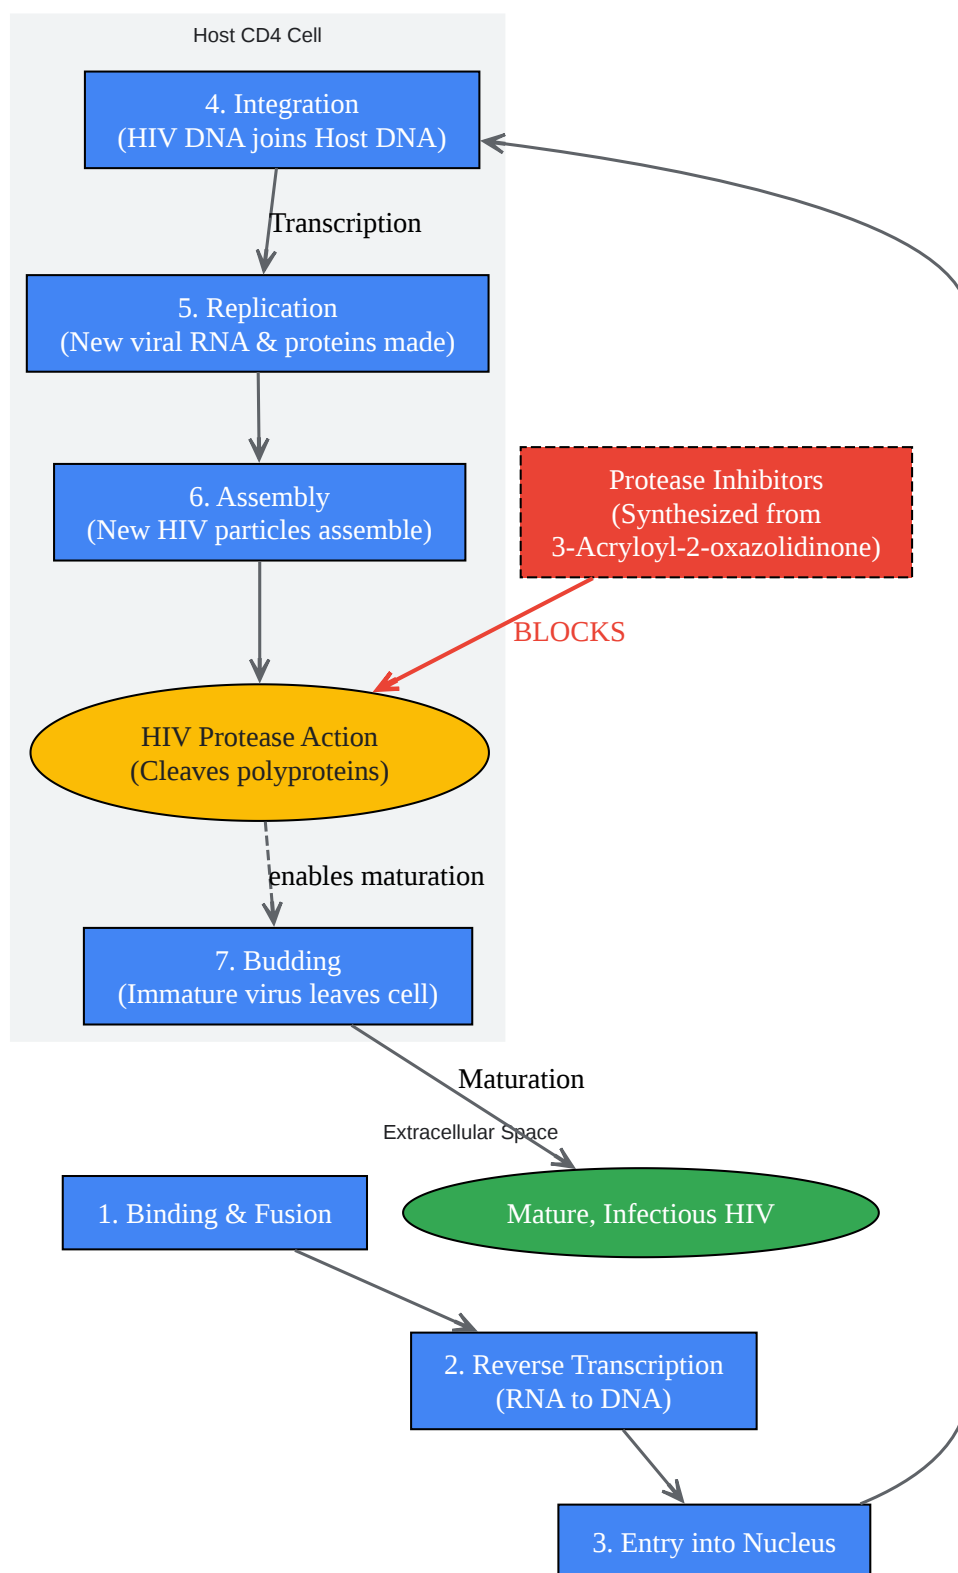 Host CD4 Cell
4. Integration
(HIV DNA joins Host DNA)
Transcription
5. Replication
(New viral RNA & proteins made)
6. Assembly
(New HIV particles assemble)
Protease Inhibitors
(Synthesized from
3-Acryloyl-2-oxazolidinone)
BLOCKS
HIV Protease Action
(Cleaves polyproteins)
enables maturation
7. Budding
(Immature virus leaves cell)
Maturation
Extracellular Space
1. Binding & Fusion
Mature, Infectious HIV
2. Reverse Transcription
(RNA to DNA)
3. Entry into Nucleus